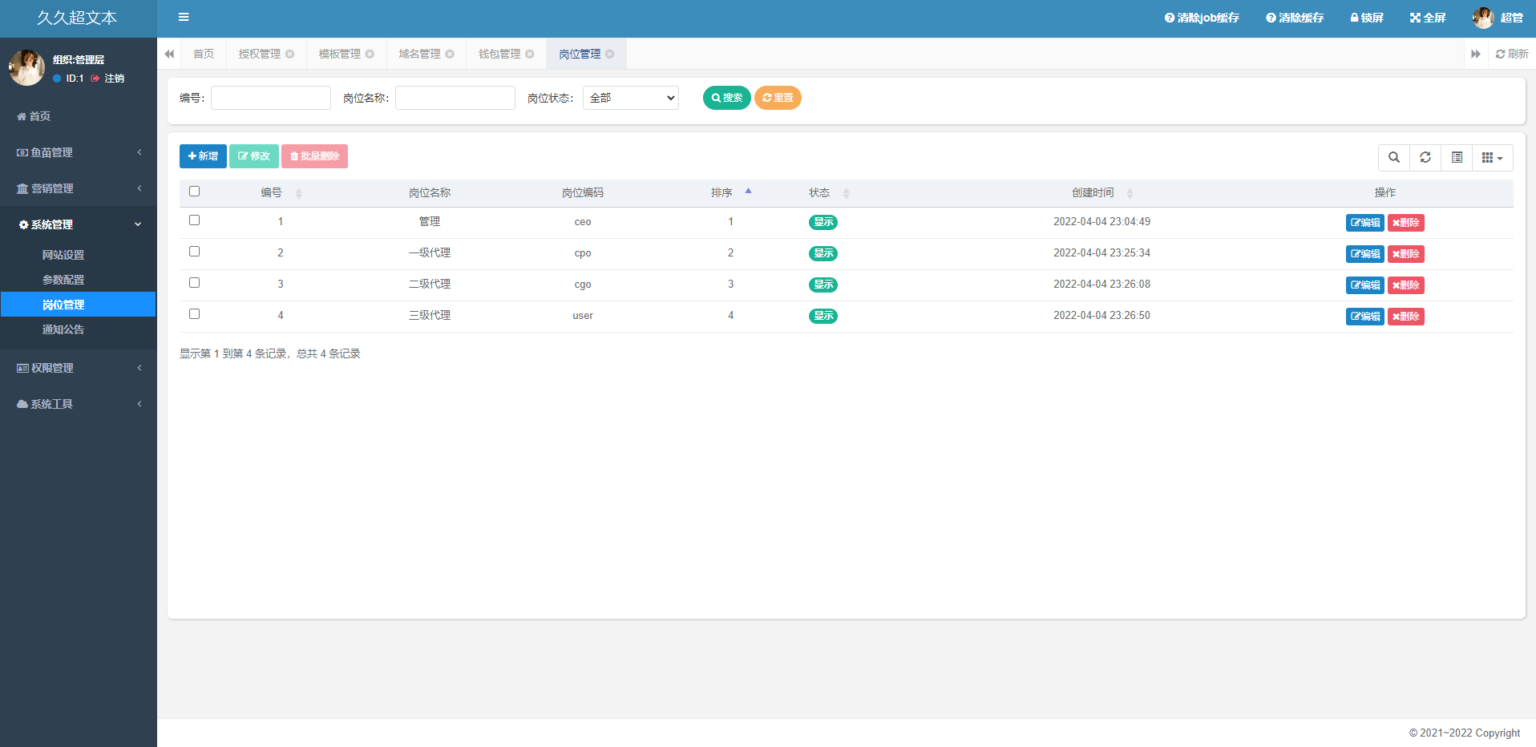 久久超文本
清除job缓存 清除缓存 锁屏 全屏 超管
组织:管理层
ID:1 注销
首页 授权管理 模板管理 域名管理 钱包管理 岗位管理 刷新
首页
鱼苗管理
营销管理
系统管理
网站设置
参数配置
岗位管理
通知公告
权限管理
系统工具
编号: 岗位名称: 岗位状态: 全部 搜索 重置
新增 修改 批量删除
编号 岗位名称 岗位编码 排序 状态 创建时间 操作
1 管理 ceo 1 显示 2022-04-04 23:04:49 编辑 删除
2 一级代理 cpo 2 显示 2022-04-04 23:25:34 编辑 删除
3 二级代理 cgo 3 显示 2022-04-04 23:26:08 编辑 删除
4 三级代理 user 4 显示 2022-04-04 23:26:50 编辑 删除
显示第 1 到第 4 条记录，总共 4 条记录
© 2021~2022 Copyright